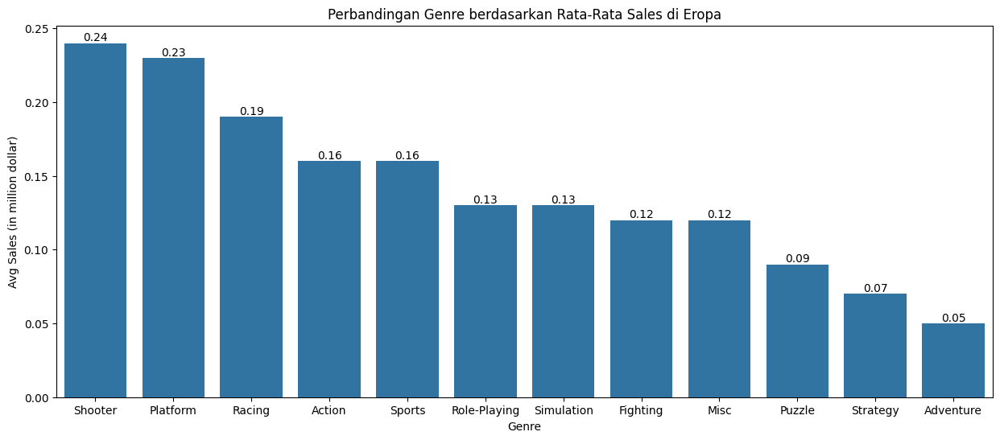 Perbandingan Genre berdasarkan Rata-Rata Sales di Eropa
Avg Sales (in million dollar)
0.25
0.20
0.15
0.10
0.05
0.00
0.24
0.23
0.19
0.16
0.16
0.13
0.13
0.12
0.12
0.09
0.07
0.05
Shooter
Platform
Racing
Action
Sports
Role-Playing
Simulation
Fighting
Misc
Puzzle
Strategy
Adventure
Genre